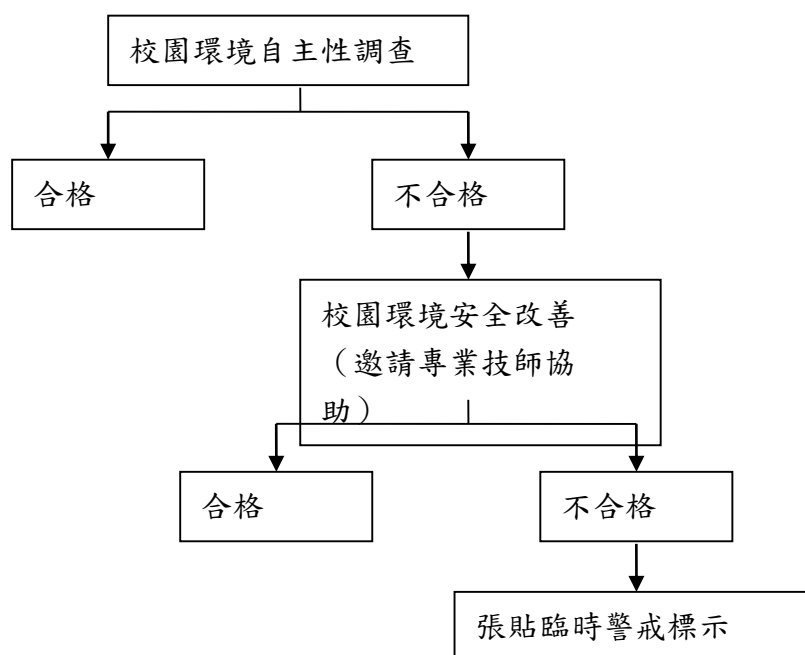 校園環境自主性調查
合格
不合格
校園環境安全改善
（邀請專業技師協
助）
合格
不合格
張貼臨時警戒標示